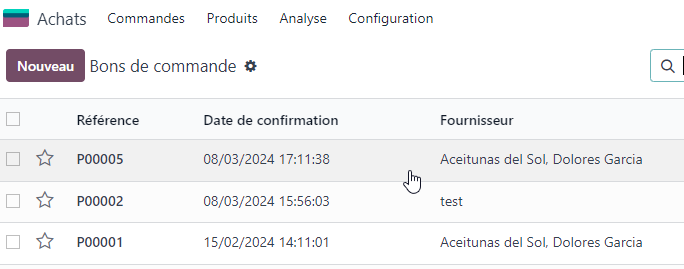 Achats Commandes Produits Analyse Configuration
Nouveau Bons de commande
Référence Date de confirmation Fournisseur
P00005 08/03/2024 17:11:38 Aceitunas del Sol, Dolores Garcia
P00002 08/03/2024 15:56:03 test
P00001 15/02/2024 14:11:01 Aceitunas del Sol, Dolores Garcia